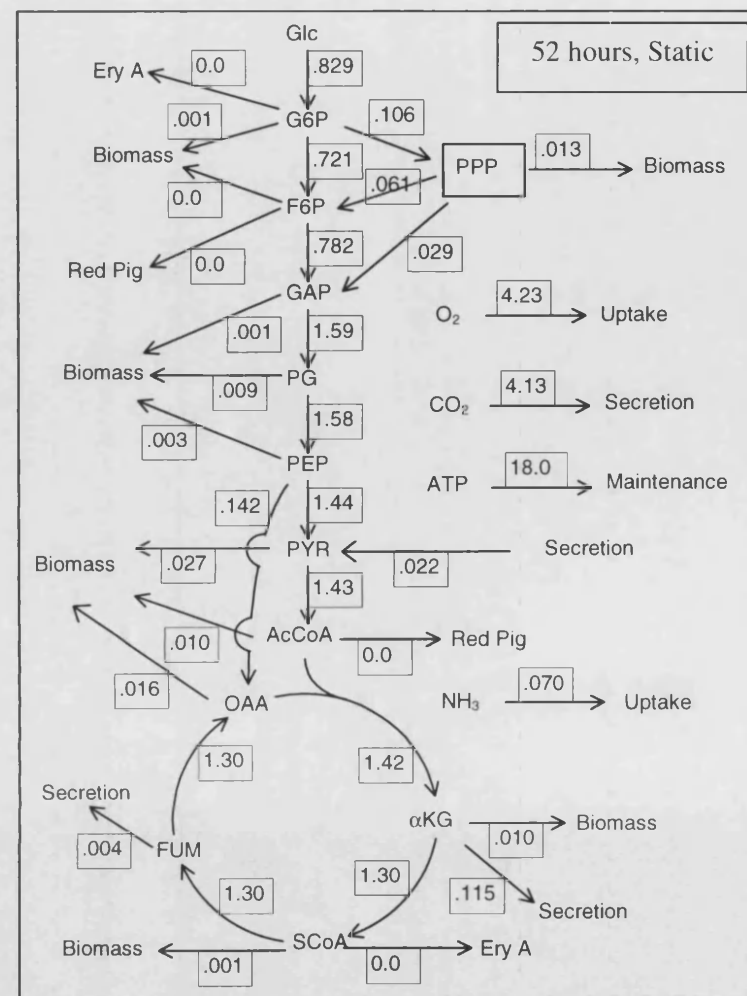 Glc
52 hours, Static
Ery A
0.0
.829
G6P
.001
.106
Biomass
.721
PPP
.013
Biomass
.061
0.0
F6P
Red Pig
0.0
.782
.029
GAP
O₂
4.23
Uptake
.001
1.59
Biomass
.009
PG
CO₂
4.13
Secretion
.003
1.58
PEP
ATP
18.0
Maintenance
.142
1.44
Biomass
.027
PYR
.022
Secretion
1.43
.010
AcCoA
0.0
Red Pig
.016
OAA
NH₃
.070
Uptake
1.30
1.42
Secretion
.004
FUM
αKG
.010
Biomass
1.30
1.30
.115
Secretion
Biomass
.001
SCoA
0.0
Ery A